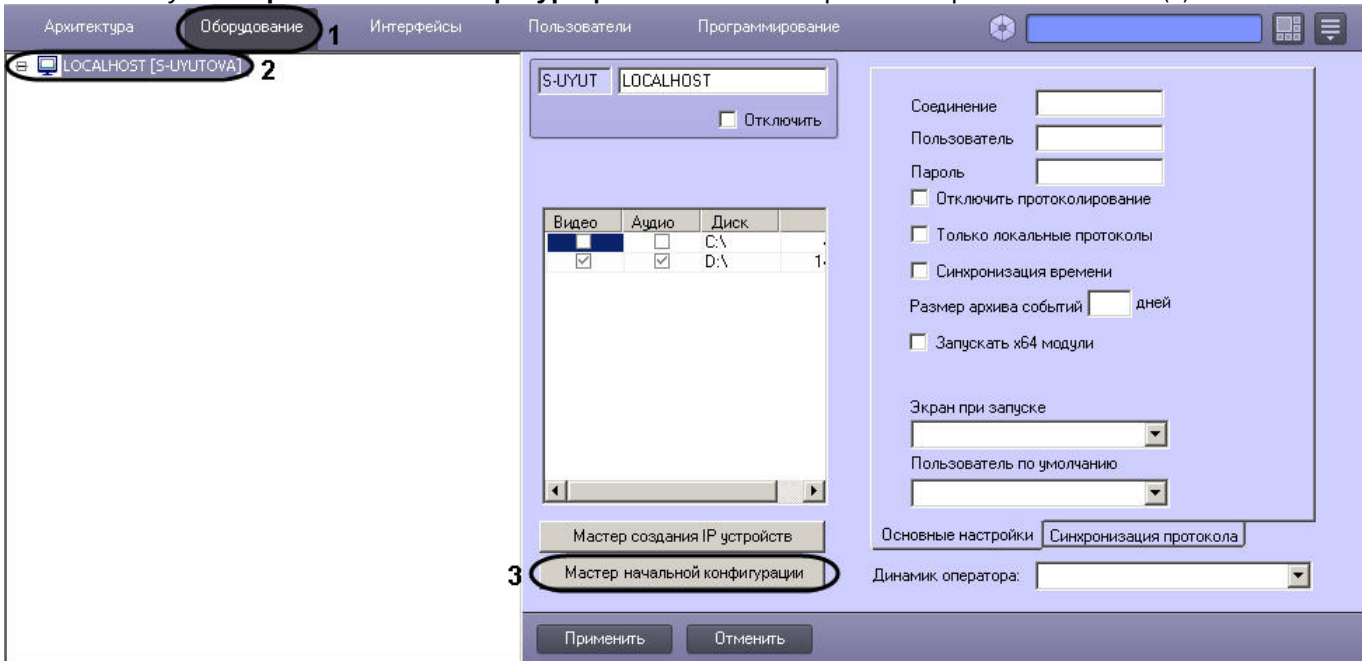 Архитектура Оборудование 1 Интерфейсы Пользователи Программирование
LOCALHOST [S-UYUTOVA] 2
S-UYUT LOCALHOST
Отключить
Видео Аудио Диск
C:\
D:\ 1
Мастер создания IP устройств
3 Мастер начальной конфигурации
Соединение
Пользователь
Пароль
Отключить протоколирование
Только локальные протоколы
Синхронизация времени
Размер архива событий дней
Запускать x64 модули
Экран при запуске
Пользователь по умолчанию
Основные настройки Синхронизация протокола
Динамик оператора:
Применить Отменить